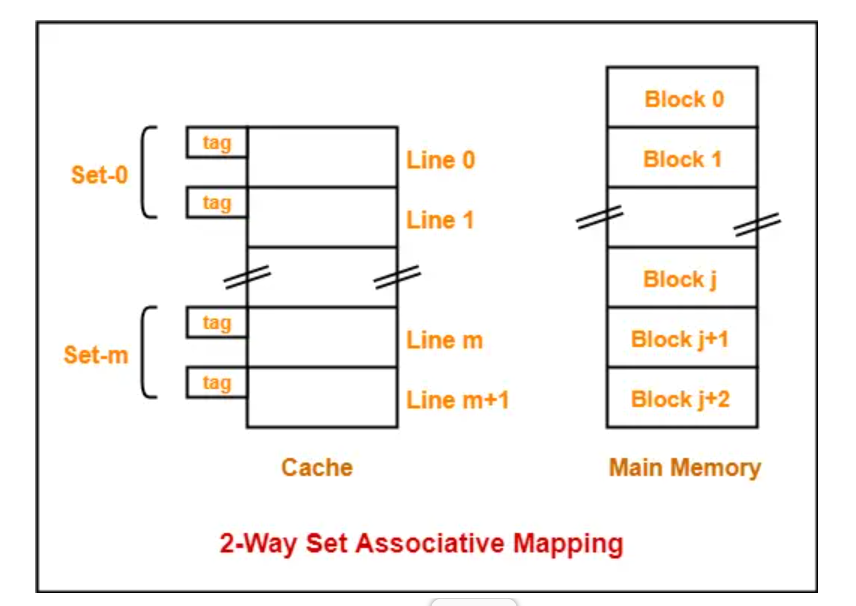 Block 0
tag
Line 0
Block 1
Set-0
tag
Line 1
Block j
tag
Line m
Block j+1
Set-m
tag
Line m+1
Block j+2
Cache
Main Memory
2-Way Set Associative Mapping